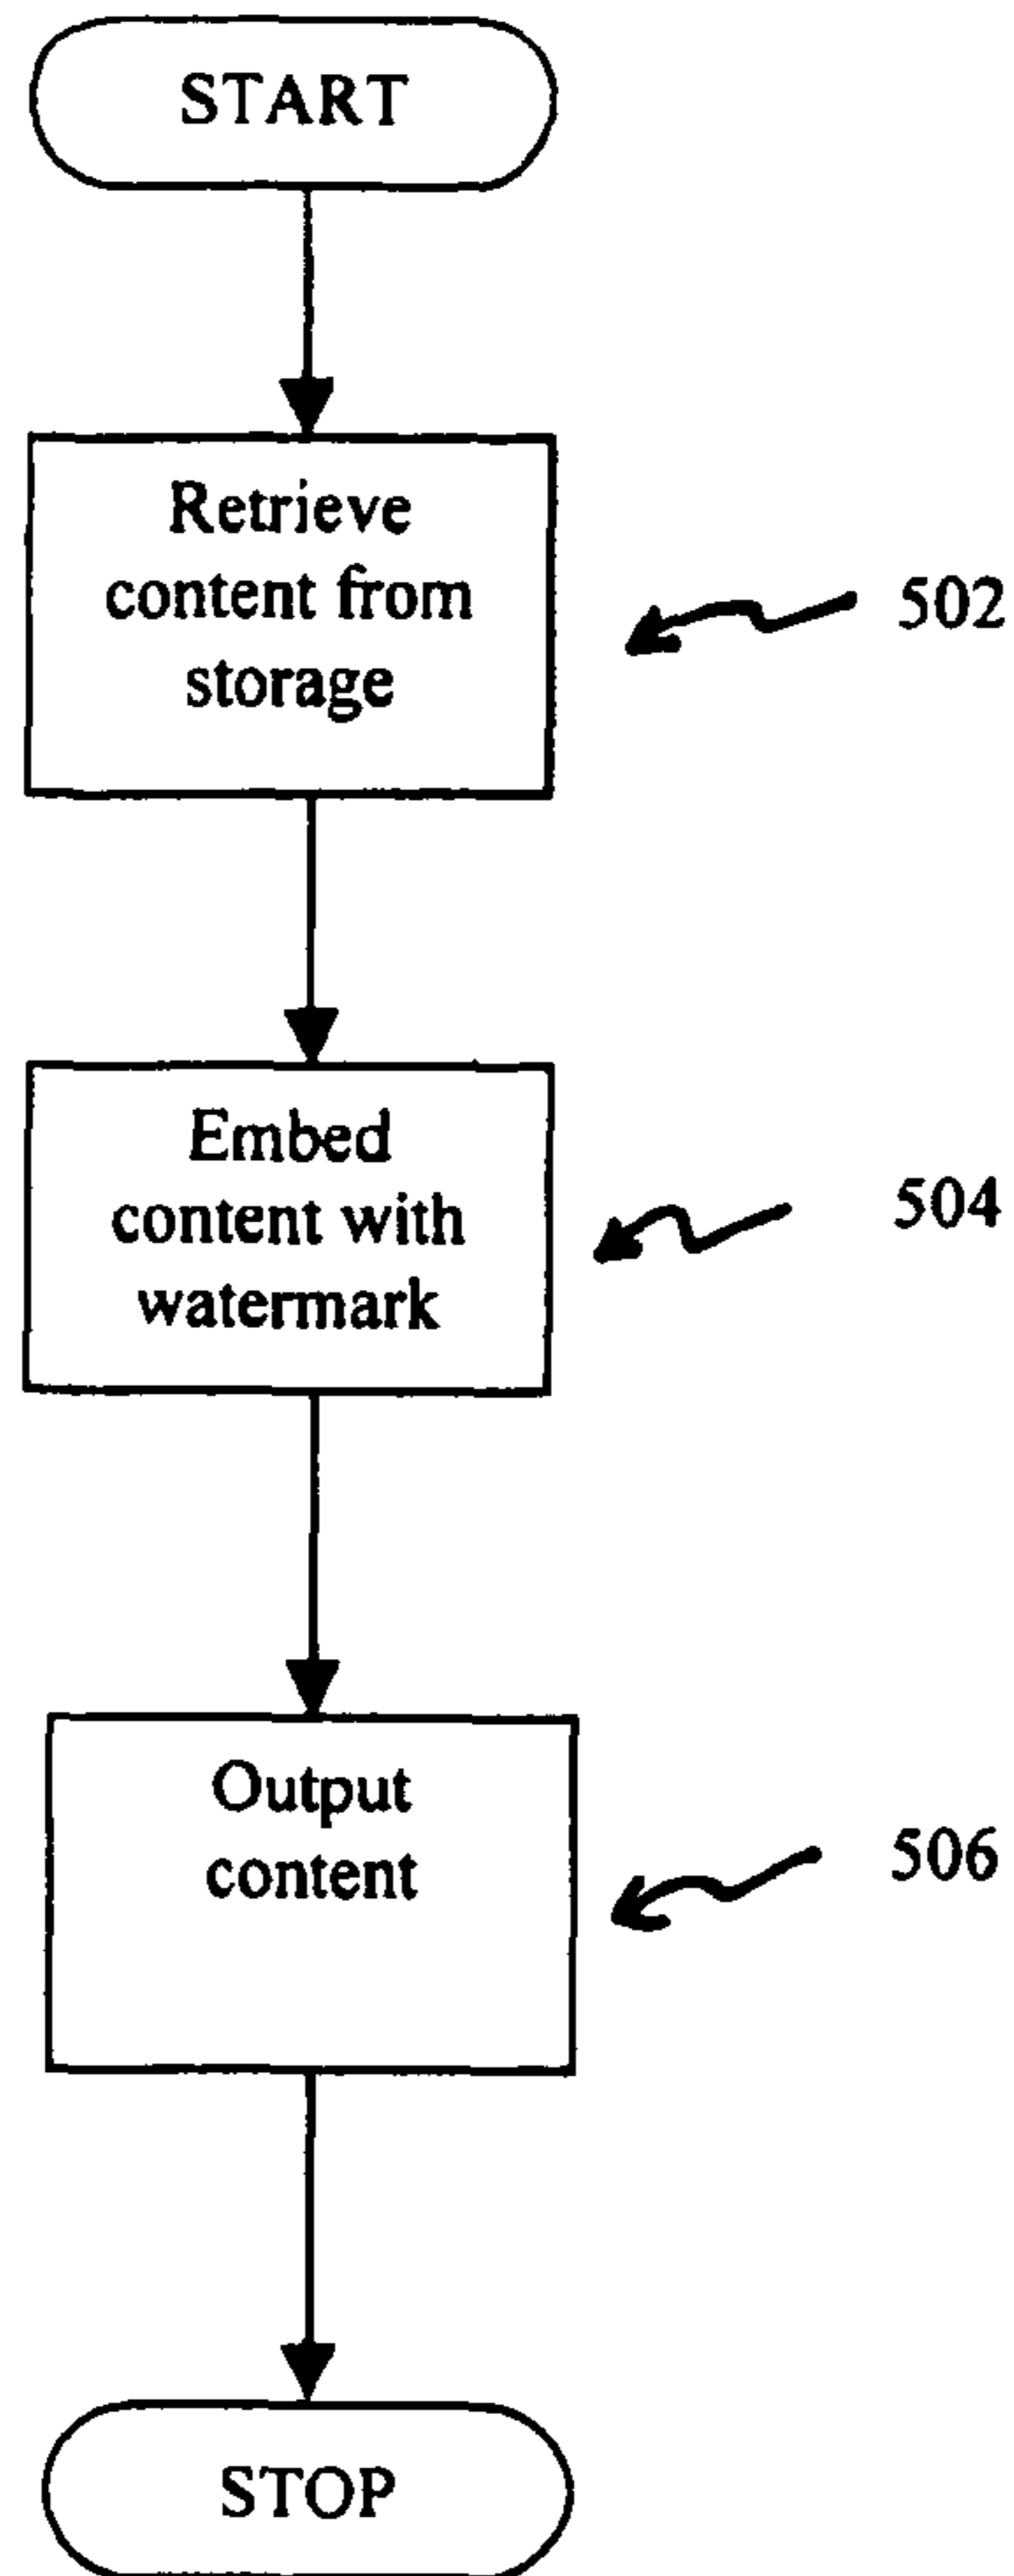 START
Retrieve
content from
storage
502
Embed
content with
watermark
504
Output
content
506
STOP